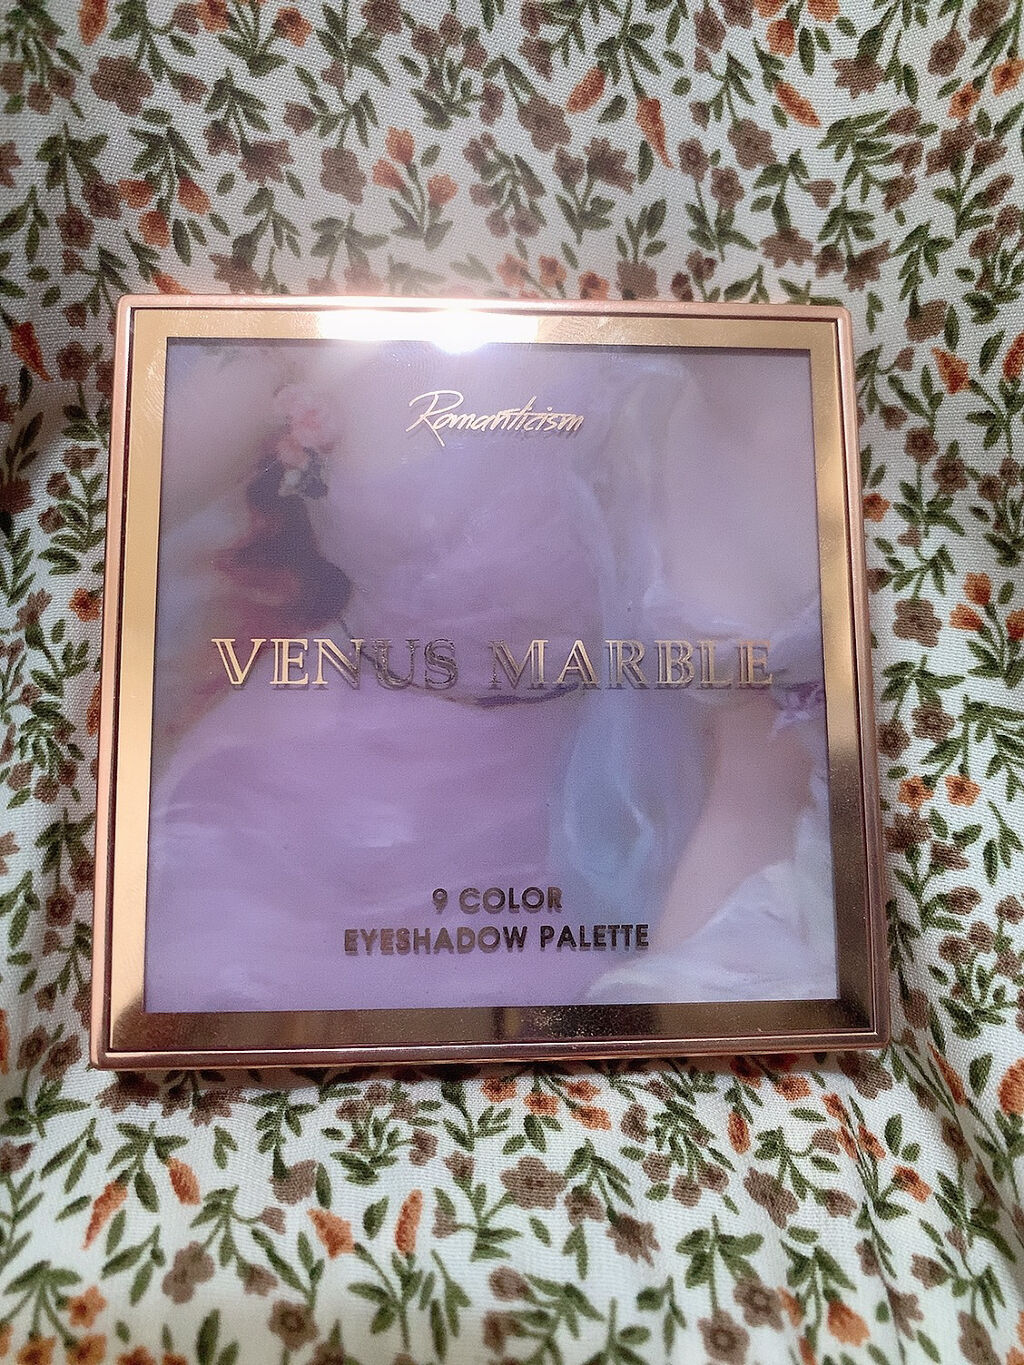 Romanticism
VENUS MARBLE
9 COLOR
EYESHADOW PALETTE